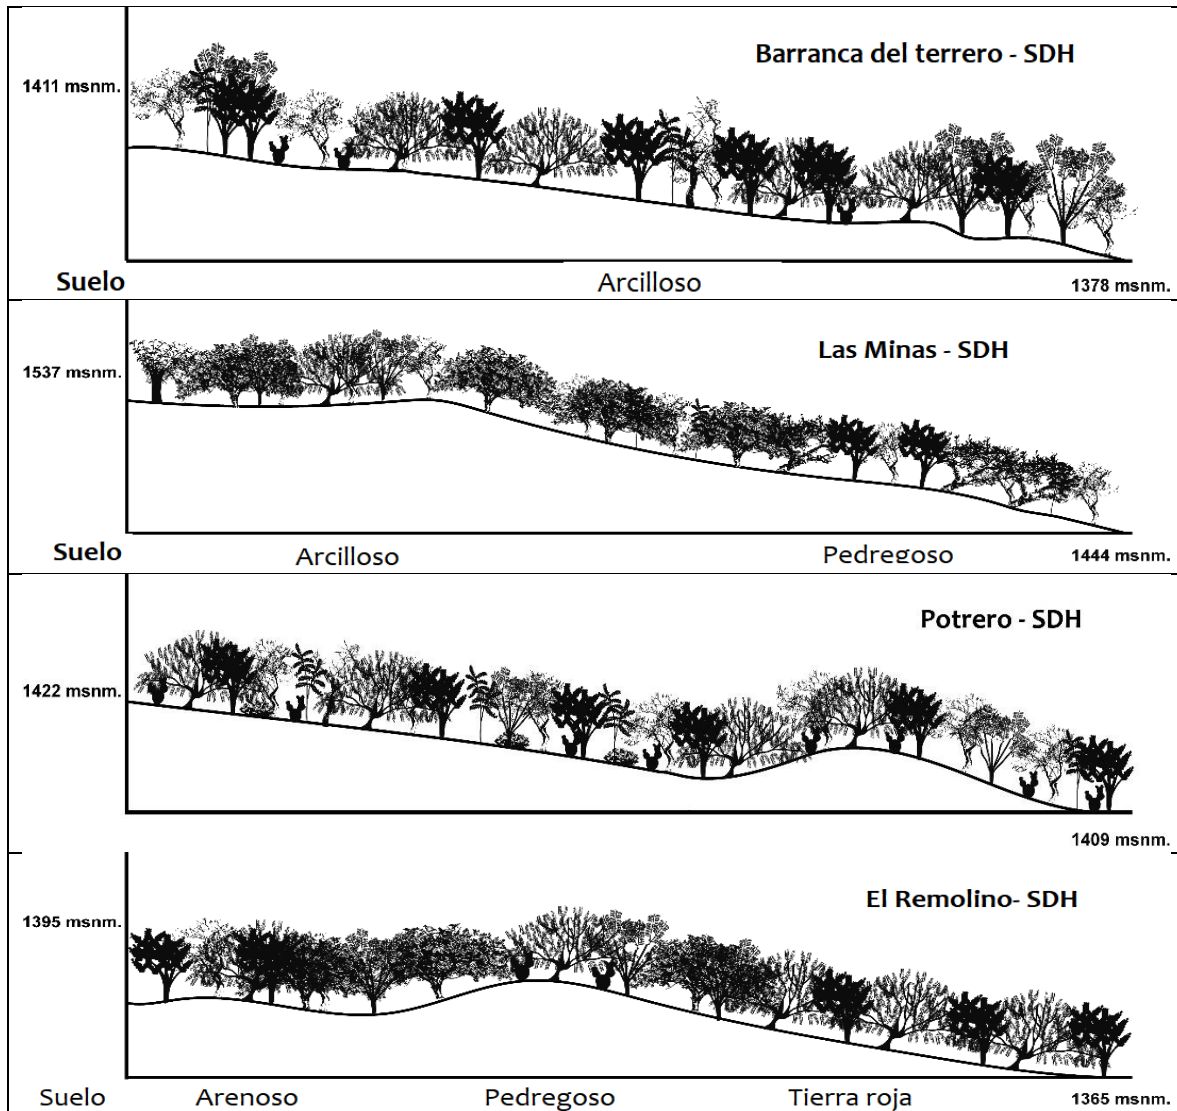 Barranca del terrero - SDH
1411 msnm.
Suelo
Arcilloso
1378 msnm.
Las Minas - SDH
1537 msnm.
Suelo
Arcilloso
Pedregoso
1444 msnm.
Potrero - SDH
1422 msnm.
1409 msnm.
El Remolino- SDH
1395 msnm.
Suelo
Arenoso
Pedregoso
Tierra roja
1365 msnm.